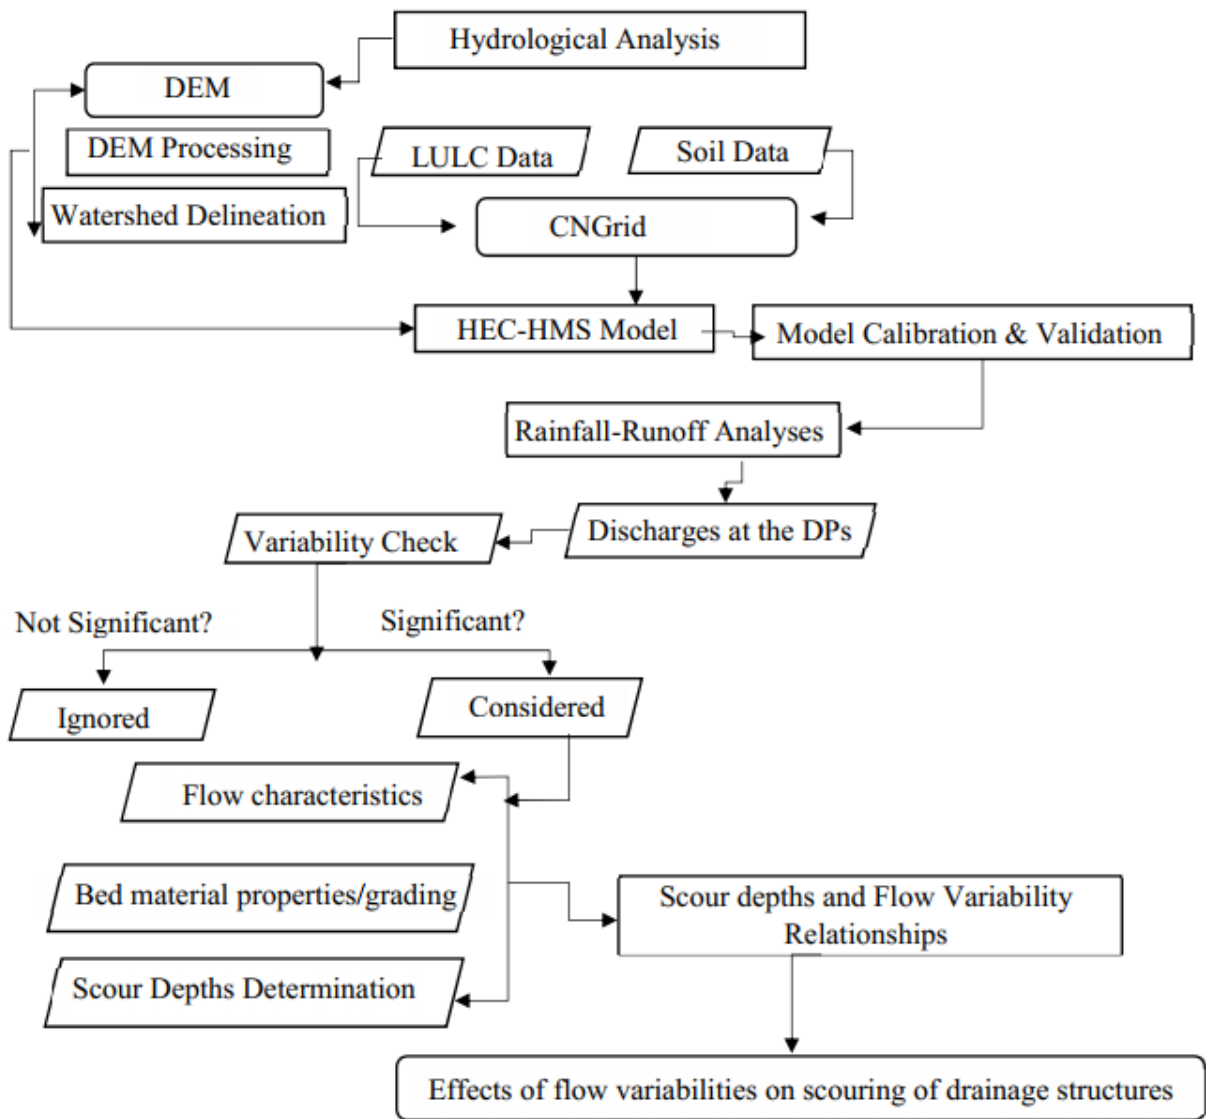 Hydrological Analysis
DEM
DEM Processing
LULC Data
Soil Data
Watershed Delineation
CNGrid
HEC-HMS Model
Model Calibration & Validation
Rainfall-Runoff Analyses
Discharges at the DPs
Variability Check
Not Significant?
Significant?
Ignored
Considered
Flow characteristics
Bed material properties/grading
Scour depths and Flow Variability
Relationships
Scour Depths Determination
Effects of flow variabilities on scouring of drainage structures